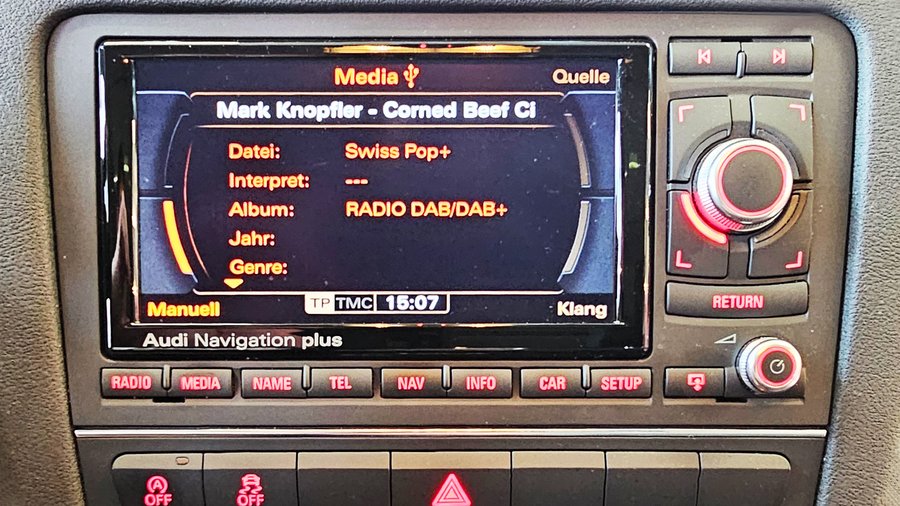 Media Quelle
Mark Knopfler - Corned Beef Ci
Datei: Swiss Pop+
Interpret: ---
Album: RADIO DAB/DAB+
Jahr:
Genre:
Manuell TP TMC 15:07 Klang
Audi Navigation plus
RETURN
RADIO MEDIA NAME TEL NAV INFO CAR SETUP
A OFF OFF